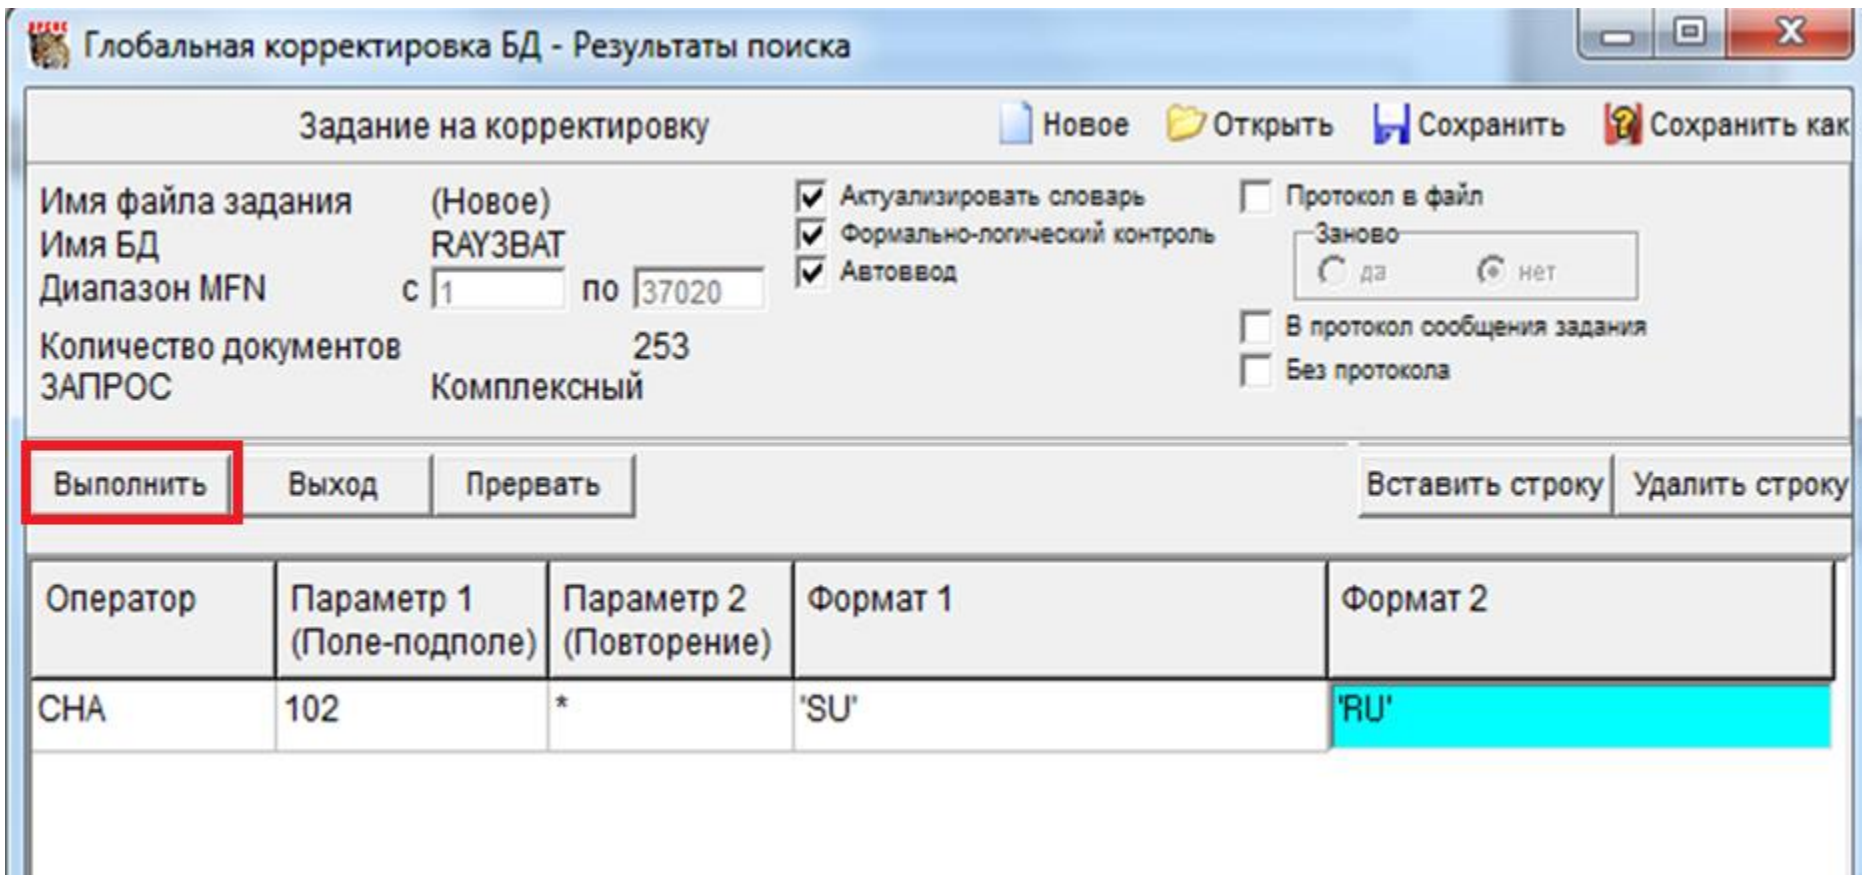 ИРБИС
Глобальная корректировка БД - Результаты поиска
Задание на корректировку
Новое
Открыть
Сохранить
Сохранить как
Имя файла задания (Новое)
Имя БД RAY3BAT
Диапазон MFN с 1 по 37020
Количество документов 253
ЗАПРОС Комплексный
Актуализировать словарь
Формально-логический контроль
Автоввод
Протокол в файл
Заново
да нет
В протокол сообщения задания
Без протокола
Выполнить
Выход
Прервать
Вставить строку
Удалить строку
Оператор
Параметр 1
(Поле-подполе)
Параметр 2
(Повторение)
Формат 1
Формат 2
CHA 102 * 'SU' 'RU'